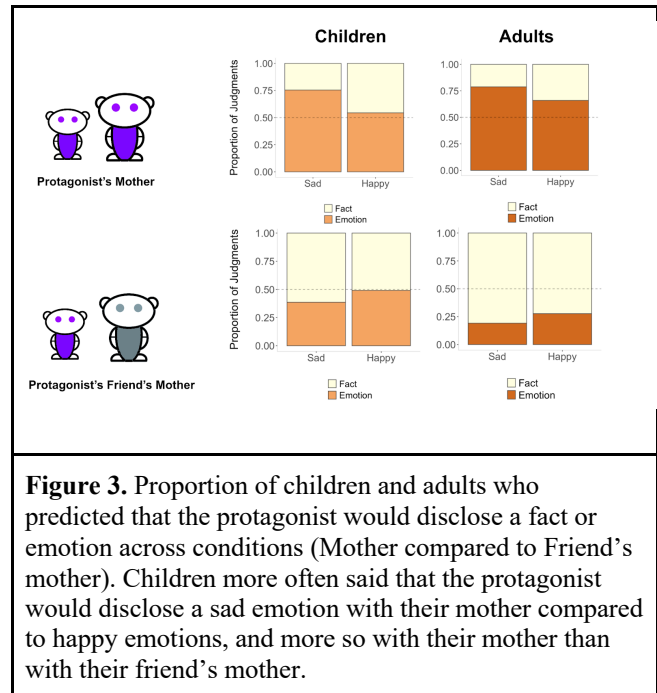 Children
Adults
Proportion of Judgments
1.00
0.75
0.50
0.25
0.00
Sad
Happy
Fact
Emotion
1.00
0.75
0.50
0.25
0.00
Sad
Happy
Fact
Emotion
Protagonist's Mother
Proportion of Judgments
1.00
0.75
0.50
0.25
0.00
Sad
Happy
Fact
Emotion
1.00
0.75
0.50
0.25
0.00
Sad
Happy
Fact
Emotion
Protagonist's Friend's Mother
Figure 3. Proportion of children and adults who
predicted that the protagonist would disclose a fact or
emotion across conditions (Mother compared to Friend's
mother). Children more often said that the protagonist
would disclose a sad emotion with their mother compared
to happy emotions, and more so with their mother than
with their friend's mother.